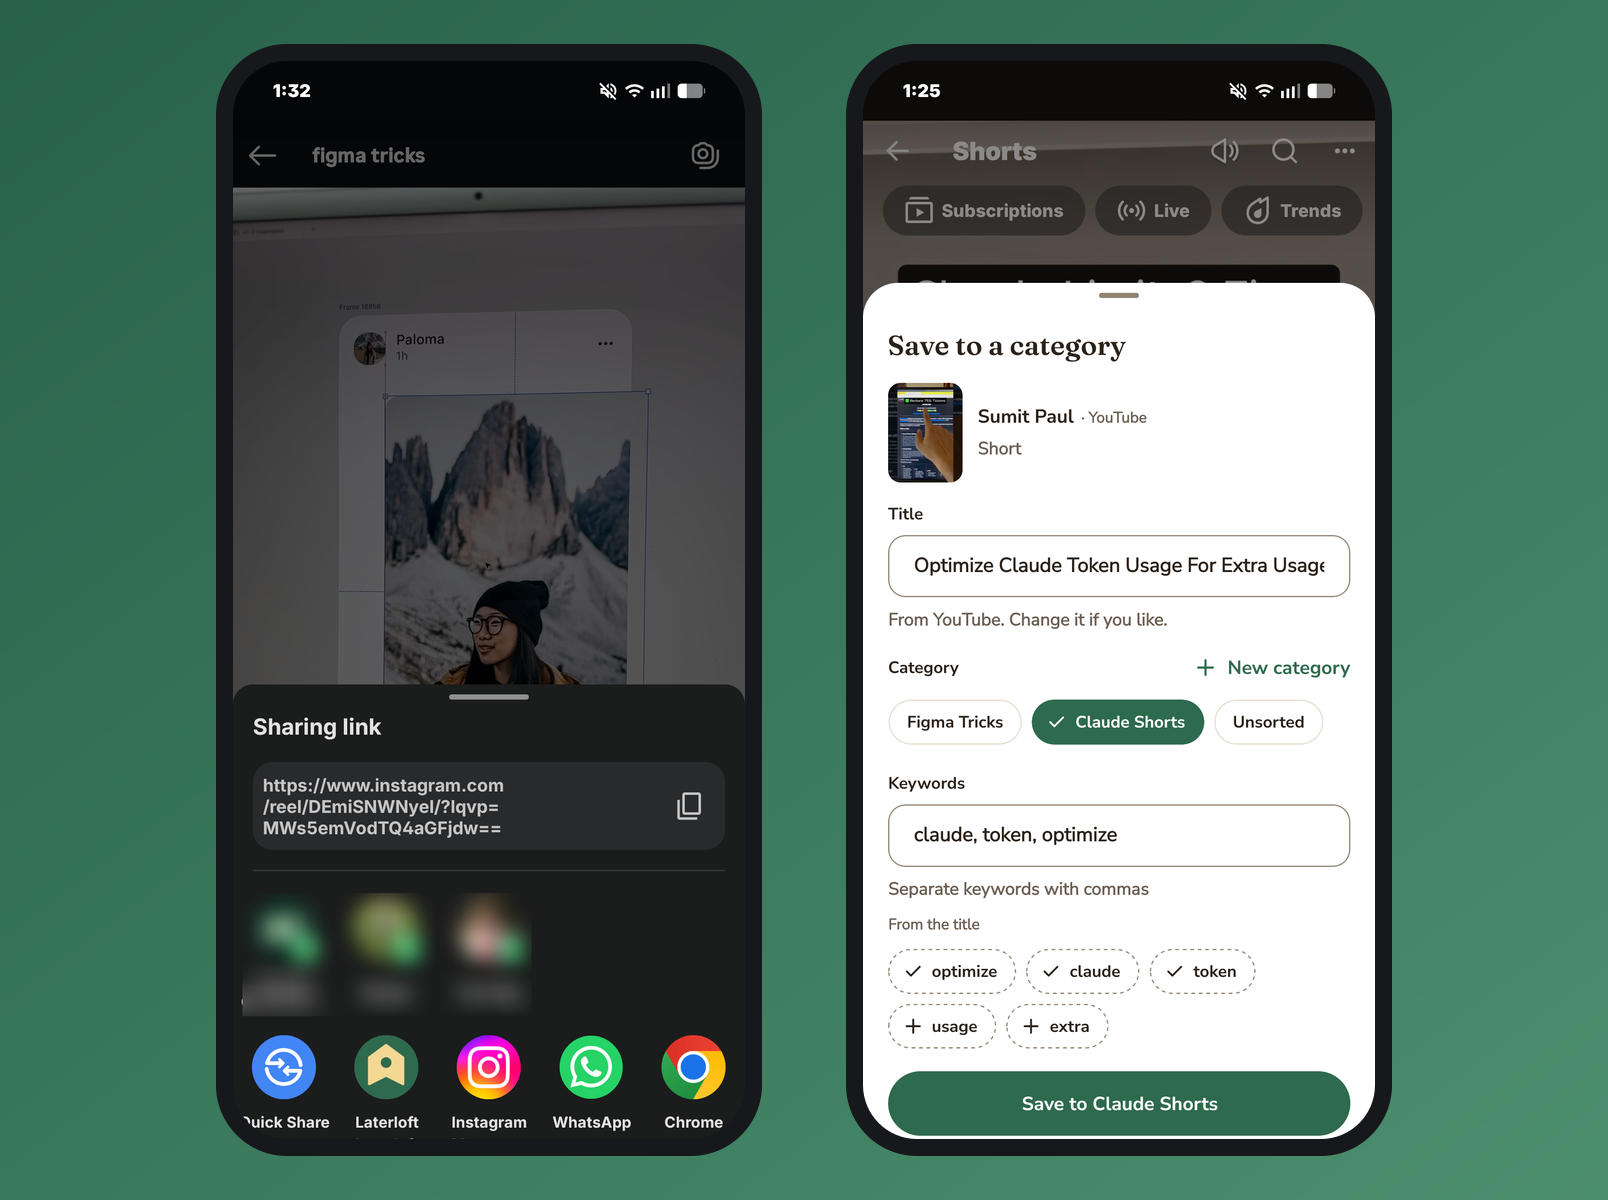 1:32
figma tricks
Frame 16858
Paloma
1h
Sharing link
https://www.instagram.com
/reel/DEmiSNWNyel/?lqvp=
MWs5emVodTQ4aGFjdw==
Quick Share
Laterloft
Instagram
WhatsApp
Chrome
1:25
Shorts
Subscriptions
Live
Trends
Save to a category
Sumit Paul · YouTube
Short
Title
Optimize Claude Token Usage For Extra Usage
From YouTube. Change it if you like.
Category
+ New category
Figma Tricks
Claude Shorts
Unsorted
Keywords
claude, token, optimize
Separate keywords with commas
From the title
optimize
claude
token
+ usage
+ extra
Save to Claude Shorts